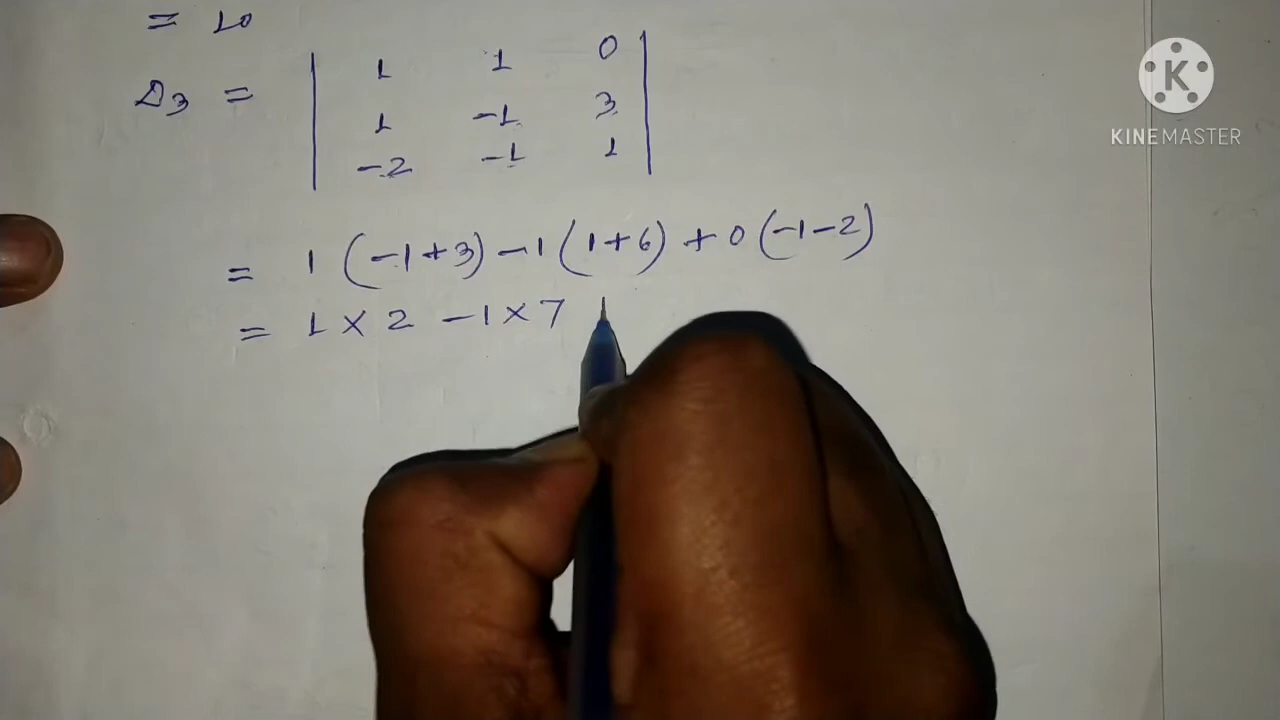 = 10
D3 = | 1 1 0 |
| 1 -1 3 |
| -2 -1 1 |
= 1 (-1+3) -1 (1+6) + 0 (-1-2)
= 1 × 2 -1 × 7
K
KINEMASTER